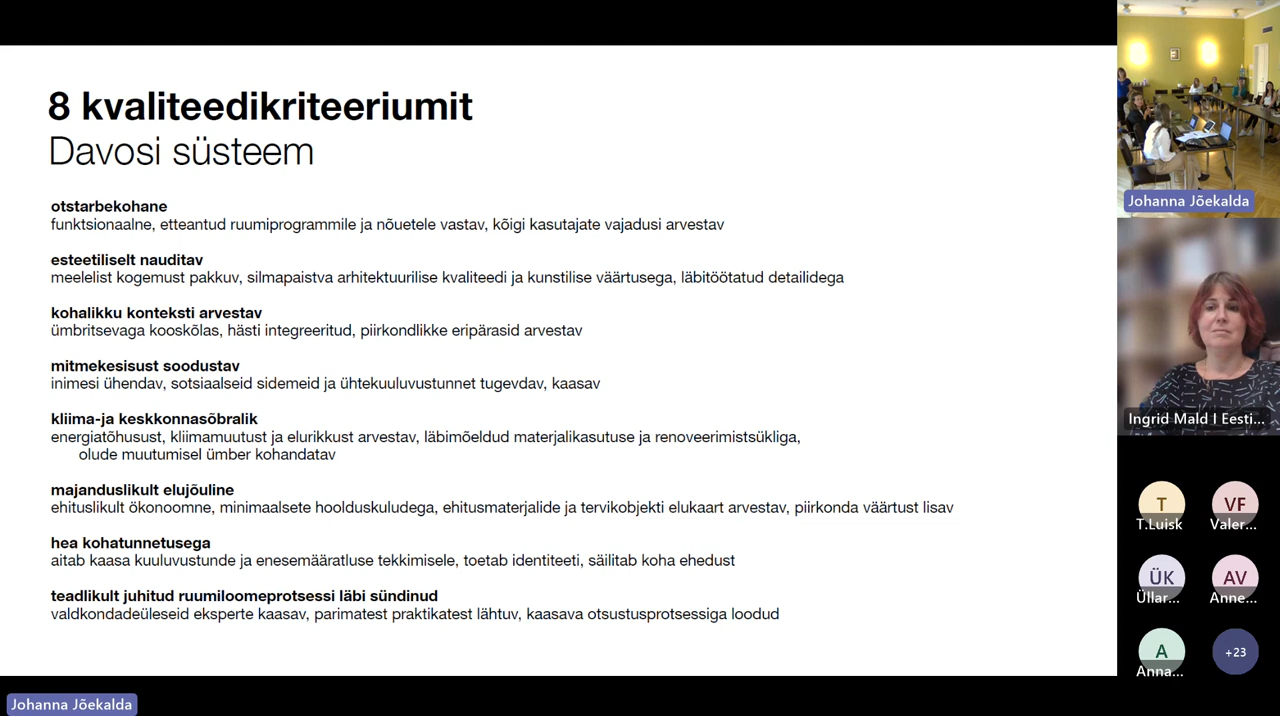 8 kvaliteedikriteeriumit
Davosi süsteem
otstarbekohane
funktsionaalne, etteantud ruumiprogrammile ja nõuetele vastav, kõigi kasutajate vajadusi arvestav
esteetiliselt nauditav
meelelist kogemust pakkuv, silmapaistva arhitektuurilise kvaliteedi ja kunstilise väärtusega, läbitöötatud detailidega
kohalikku konteksti arvestav
ümbritsevaga kooskõlas, hästi integreeritud, piirkondlikke eripärasid arvestav
mitmekesisust soodustav
inimesi ühendav, sotsiaalseid sidemeid ja ühtekuuluvustunnet tugevdav, kaasav
kliima-ja keskkonnasõbralik
energiatõhusust, kliimamuutust ja elurikkust arvestav, läbimõeldud materjalikasutuse ja renoveerimistsükliga,
olude muutumisel ümber kohandatav
majanduslikult elujõuline
ehituslikult ökonoomne, minimaalsete hoolduskuludega, ehitusmaterjalide ja tervikobjekti elukaart arvestav, piirkonda väärtust lisav
hea kohatunnetusega
aitab kaasa kuuluvustunde ja enesemääratluse tekkimisele, toetab identiteeti, säilitab koha ehedust
teadlikult juhitud ruumiloomeprotsessi läbi sündinud
valdkondadeüleseid eksperte kaasav, parimatest praktikatest lähtuv, kaasava otsustusprotsessiga loodud
Johanna Jõekalda
Johanna Jõekalda
Ingrid Mald I Eesti...
T
VF
T.Luisk
Valer...
ÜK
AV
Üllar...
Anne...
A
+23
Anna...